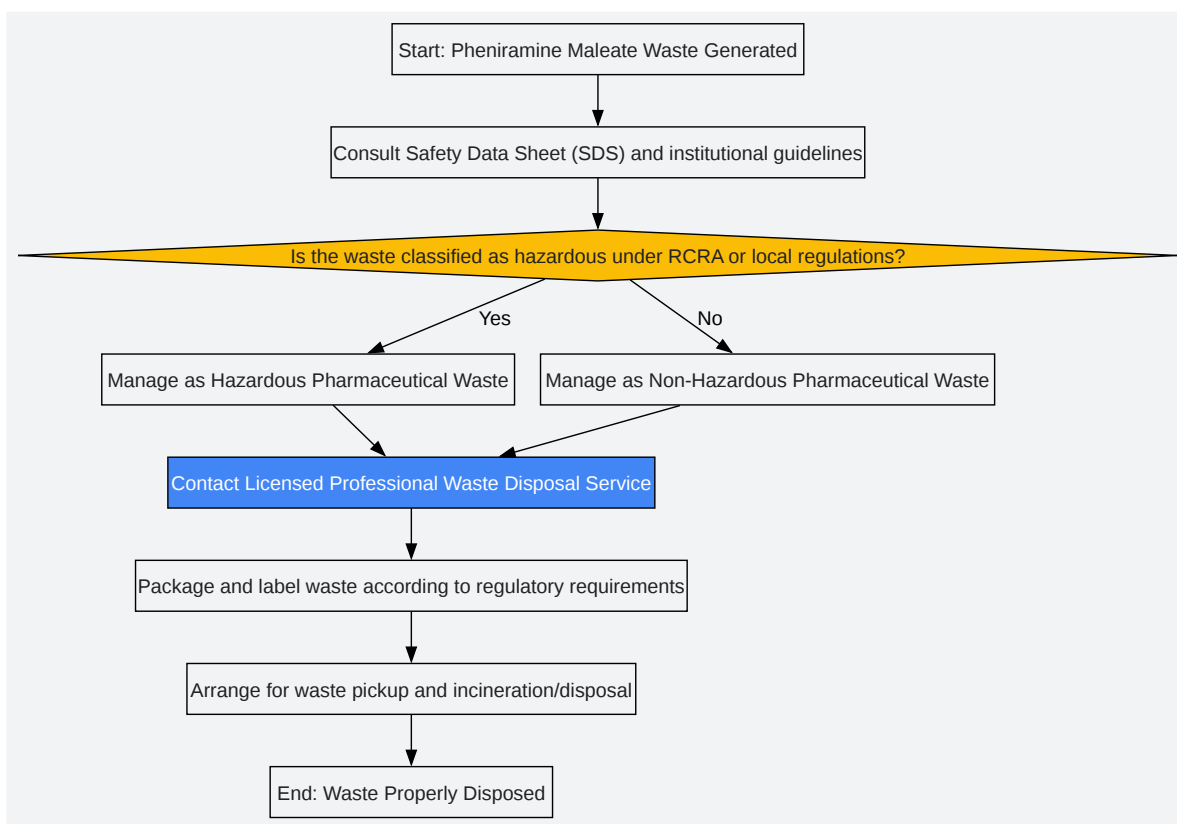 Start: Pheniramine Maleate Waste Generated
Consult Safety Data Sheet (SDS) and institutional guidelines
Is the waste classified as hazardous under RCRA or local regulations?
Yes
No
Manage as Hazardous Pharmaceutical Waste
Manage as Non-Hazardous Pharmaceutical Waste
Contact Licensed Professional Waste Disposal Service
Package and label waste according to regulatory requirements
Arrange for waste pickup and incineration/disposal
End: Waste Properly Disposed